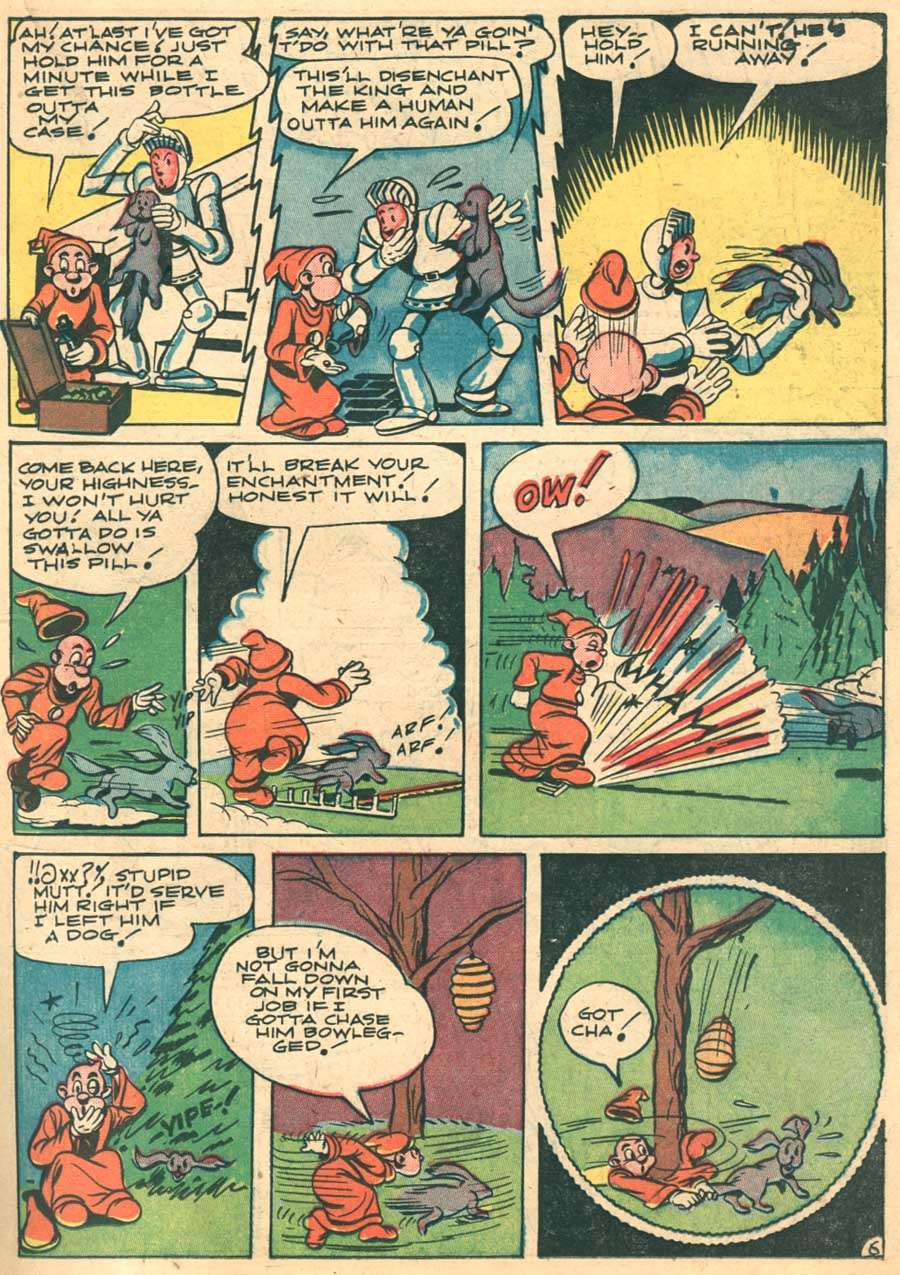 AH! AT LAST I'VE GOT
MY CHANCE! JUST
HOLD HIM FOR A
MINUTE WHILE I
GET THIS BOTTLE
OUTTA
MY
CASE!
SAY, WHAT'RE YA GOIN'
T'DO WITH THAT PILL?
THIS'LL DISENCHANT
THE KING AND
MAKE A HUMAN
OUTTA HIM AGAIN!
HEY--
HOLD
HIM!
I CAN'T! HE'S
RUNNING
AWAY!
COME BACK HERE,
YOUR HIGHNESS--
I WON'T HURT
YOU! ALL YA
GOTTA DO IS
SWALLOW
THIS PILL!
YIP
YIP
IT'LL BREAK YOUR
ENCHANTMENT!
HONEST IT WILL!
ARF!
ARF!
OW!
STUPID
MUTT! IT'D SERVE
HIM RIGHT IF
I LEFT HIM
A DOG!
YIPE-!
BUT I'M
NOT GONNA
FALL DOWN
ON MY FIRST
JOB IF I
GOTTA CHASE
HIM BOWLEG-
GED!
GOT
CHA!
6